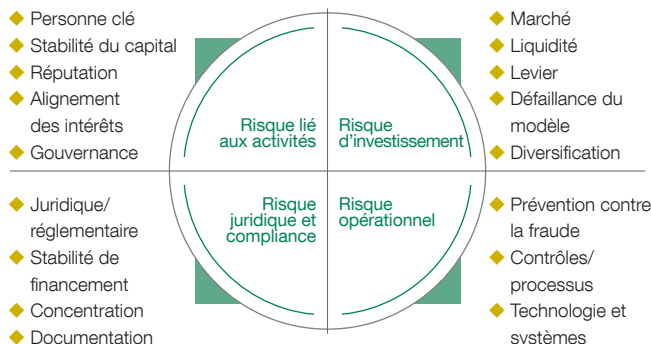 Personne clé
Stabilité du capital
Réputation
Alignement
des intérêts
Gouvernance
Risque lié
aux activités
Risque
d'investissement
Marché
Liquidité
Levier
Défaillance du
modèle
Diversification
Juridique/
réglementaire
Stabilité de
financement
Concentration
Documentation
Risque
juridique et
compliance
Risque
opérationnel
Prévention contre
la fraude
Contrôles/
processus
Technologie et
systèmes